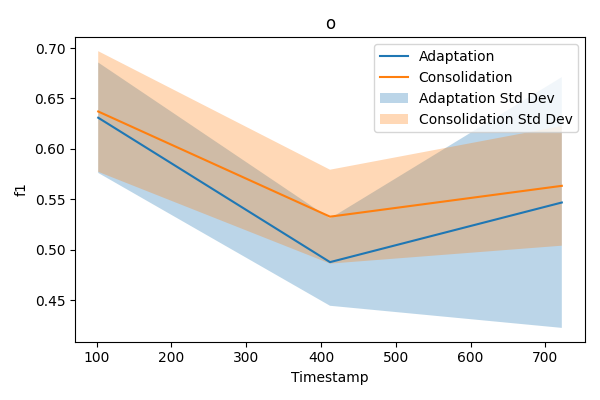 o
0.70
0.65
0.60
0.55
0.50
0.45
f1
Adaptation
Consolidation
Adaptation Std Dev
Consolidation Std Dev
100 200 300 400 500 600 700
Timestamp